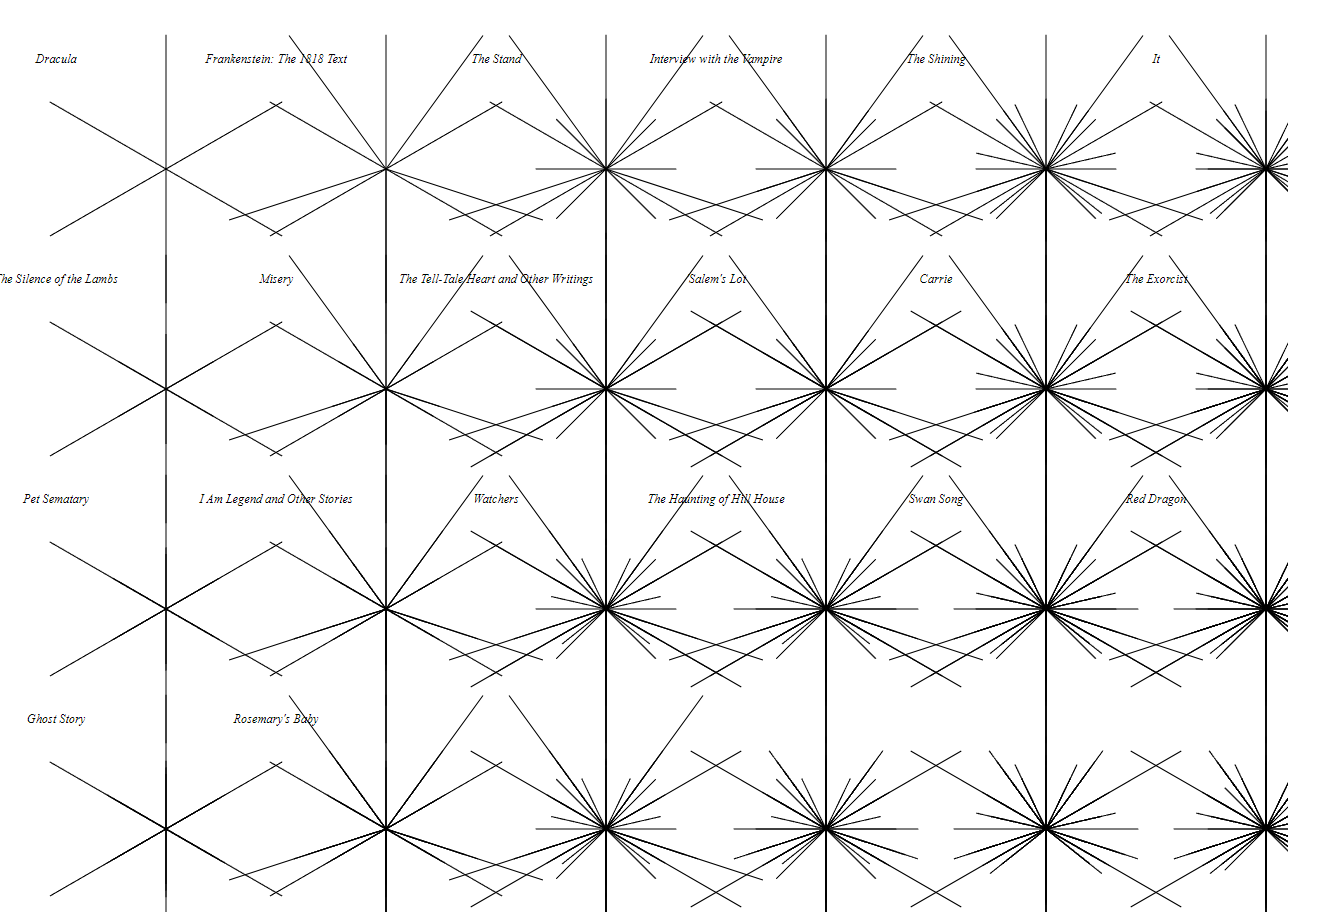 Dracula
Frankenstein: The 1818 Text
The Stand
Interview with the Vampire
The Shining
It
The Silence of the Lambs
Misery
The Tell-Tale Heart and Other Writings
'Salem's Lot
Carrie
The Exorcist
Pet Sematary
I Am Legend and Other Stories
Watchers
The Haunting of Hill House
Swan Song
Red Dragon
Ghost Story
Rosemary's Baby